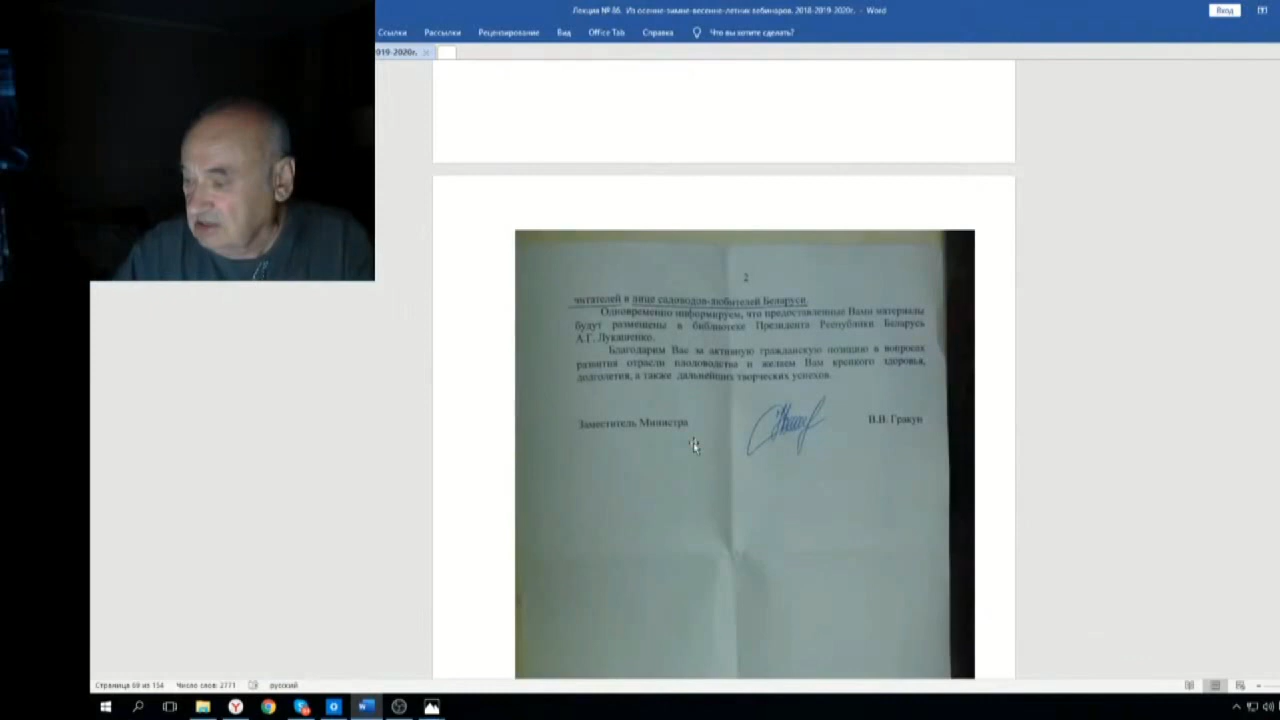 Лекция № 86. Из осенне-зимне-весенне-летних вебинаров. 2018-2019-2020г. - Word
Вход
Ссылки Рассылки Рецензирование Вид Office Tab Справка Что вы хотите сделать?
019-2020г.
2
читателей в лице садоводов-любителей Беларуси.
Одновременно информируем, что предоставленные Вами материалы
будут размещены в библиотеке Президента Республики Беларусь
А.Г. Лукашенко.
Благодарим Вас за активную гражданскую позицию в вопросах
развития отрасли плодоводства и желаем Вам крепкого здоровья,
долголетия, а также дальнейших творческих успехов.
Заместитель Министра В.В. Гракун
Страница 69 из 154 Число слов: 2771 русский